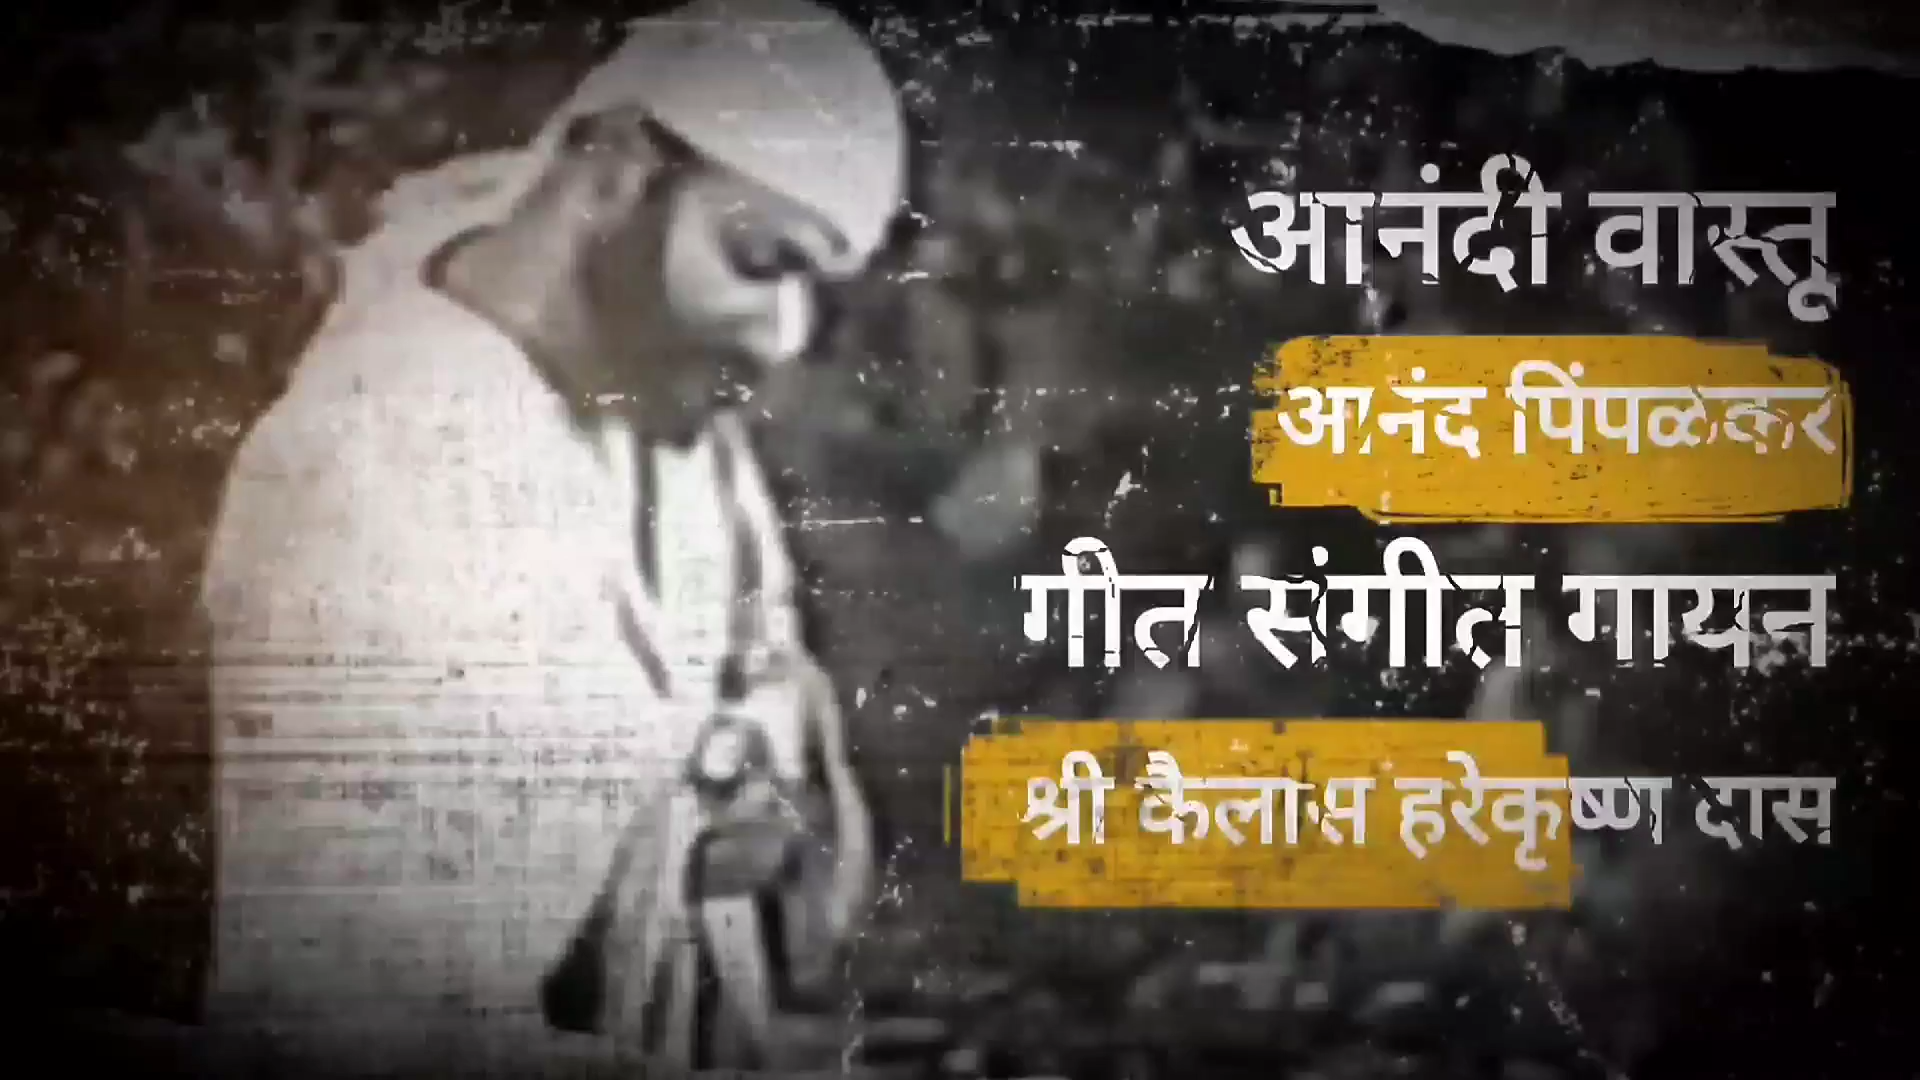 आनंदी वास्तू
आनंद पिंपळकर
गीत संगीत गायन
श्री कैलास हरेकृष्ण दास